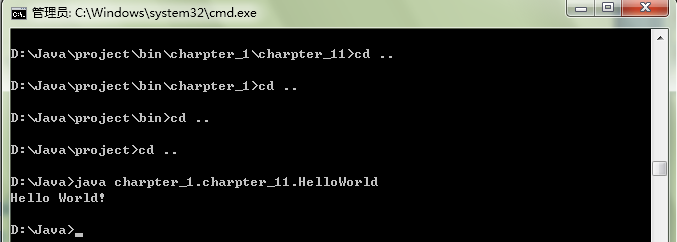 管理员: C:\Windows\system32\cmd.exe
D:\Java\project\bin\charpter_1\charpter_11>cd ..
D:\Java\project\bin\charpter_1>cd ..
D:\Java\project\bin>cd ..
D:\Java\project>cd ..
D:\Java>java charpter_1.charpter_11.HelloWorld
Hello World!
D:\Java>